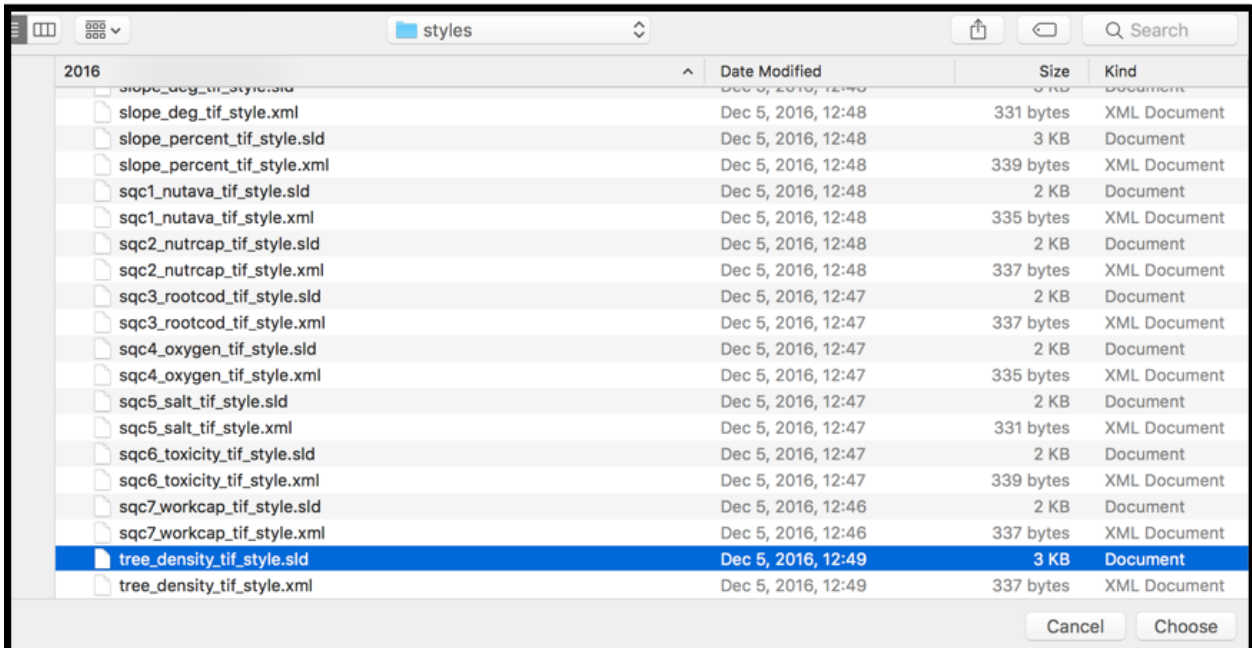 styles Search
2016 Date Modified Size Kind
slope_deg_tif_style.sld Dec 5, 2016, 12:48 3 KB Document
slope_deg_tif_style.xml Dec 5, 2016, 12:48 331 bytes XML Document
slope_percent_tif_style.sld Dec 5, 2016, 12:48 3 KB Document
slope_percent_tif_style.xml Dec 5, 2016, 12:48 339 bytes XML Document
sqc1_nutava_tif_style.sld Dec 5, 2016, 12:48 2 KB Document
sqc1_nutava_tif_style.xml Dec 5, 2016, 12:48 335 bytes XML Document
sqc2_nutrcap_tif_style.sld Dec 5, 2016, 12:48 2 KB Document
sqc2_nutrcap_tif_style.xml Dec 5, 2016, 12:48 337 bytes XML Document
sqc3_rootcod_tif_style.sld Dec 5, 2016, 12:47 2 KB Document
sqc3_rootcod_tif_style.xml Dec 5, 2016, 12:47 337 bytes XML Document
sqc4_oxygen_tif_style.sld Dec 5, 2016, 12:47 2 KB Document
sqc4_oxygen_tif_style.xml Dec 5, 2016, 12:47 335 bytes XML Document
sqc5_salt_tif_style.sld Dec 5, 2016, 12:47 2 KB Document
sqc5_salt_tif_style.xml Dec 5, 2016, 12:47 331 bytes XML Document
sqc6_toxicity_tif_style.sld Dec 5, 2016, 12:47 2 KB Document
sqc6_toxicity_tif_style.xml Dec 5, 2016, 12:47 339 bytes XML Document
sqc7_workcap_tif_style.sld Dec 5, 2016, 12:46 2 KB Document
sqc7_workcap_tif_style.xml Dec 5, 2016, 12:46 337 bytes XML Document
tree_density_tif_style.sld Dec 5, 2016, 12:49 3 KB Document
tree_density_tif_style.xml Dec 5, 2016, 12:49 337 bytes XML Document
Cancel Choose